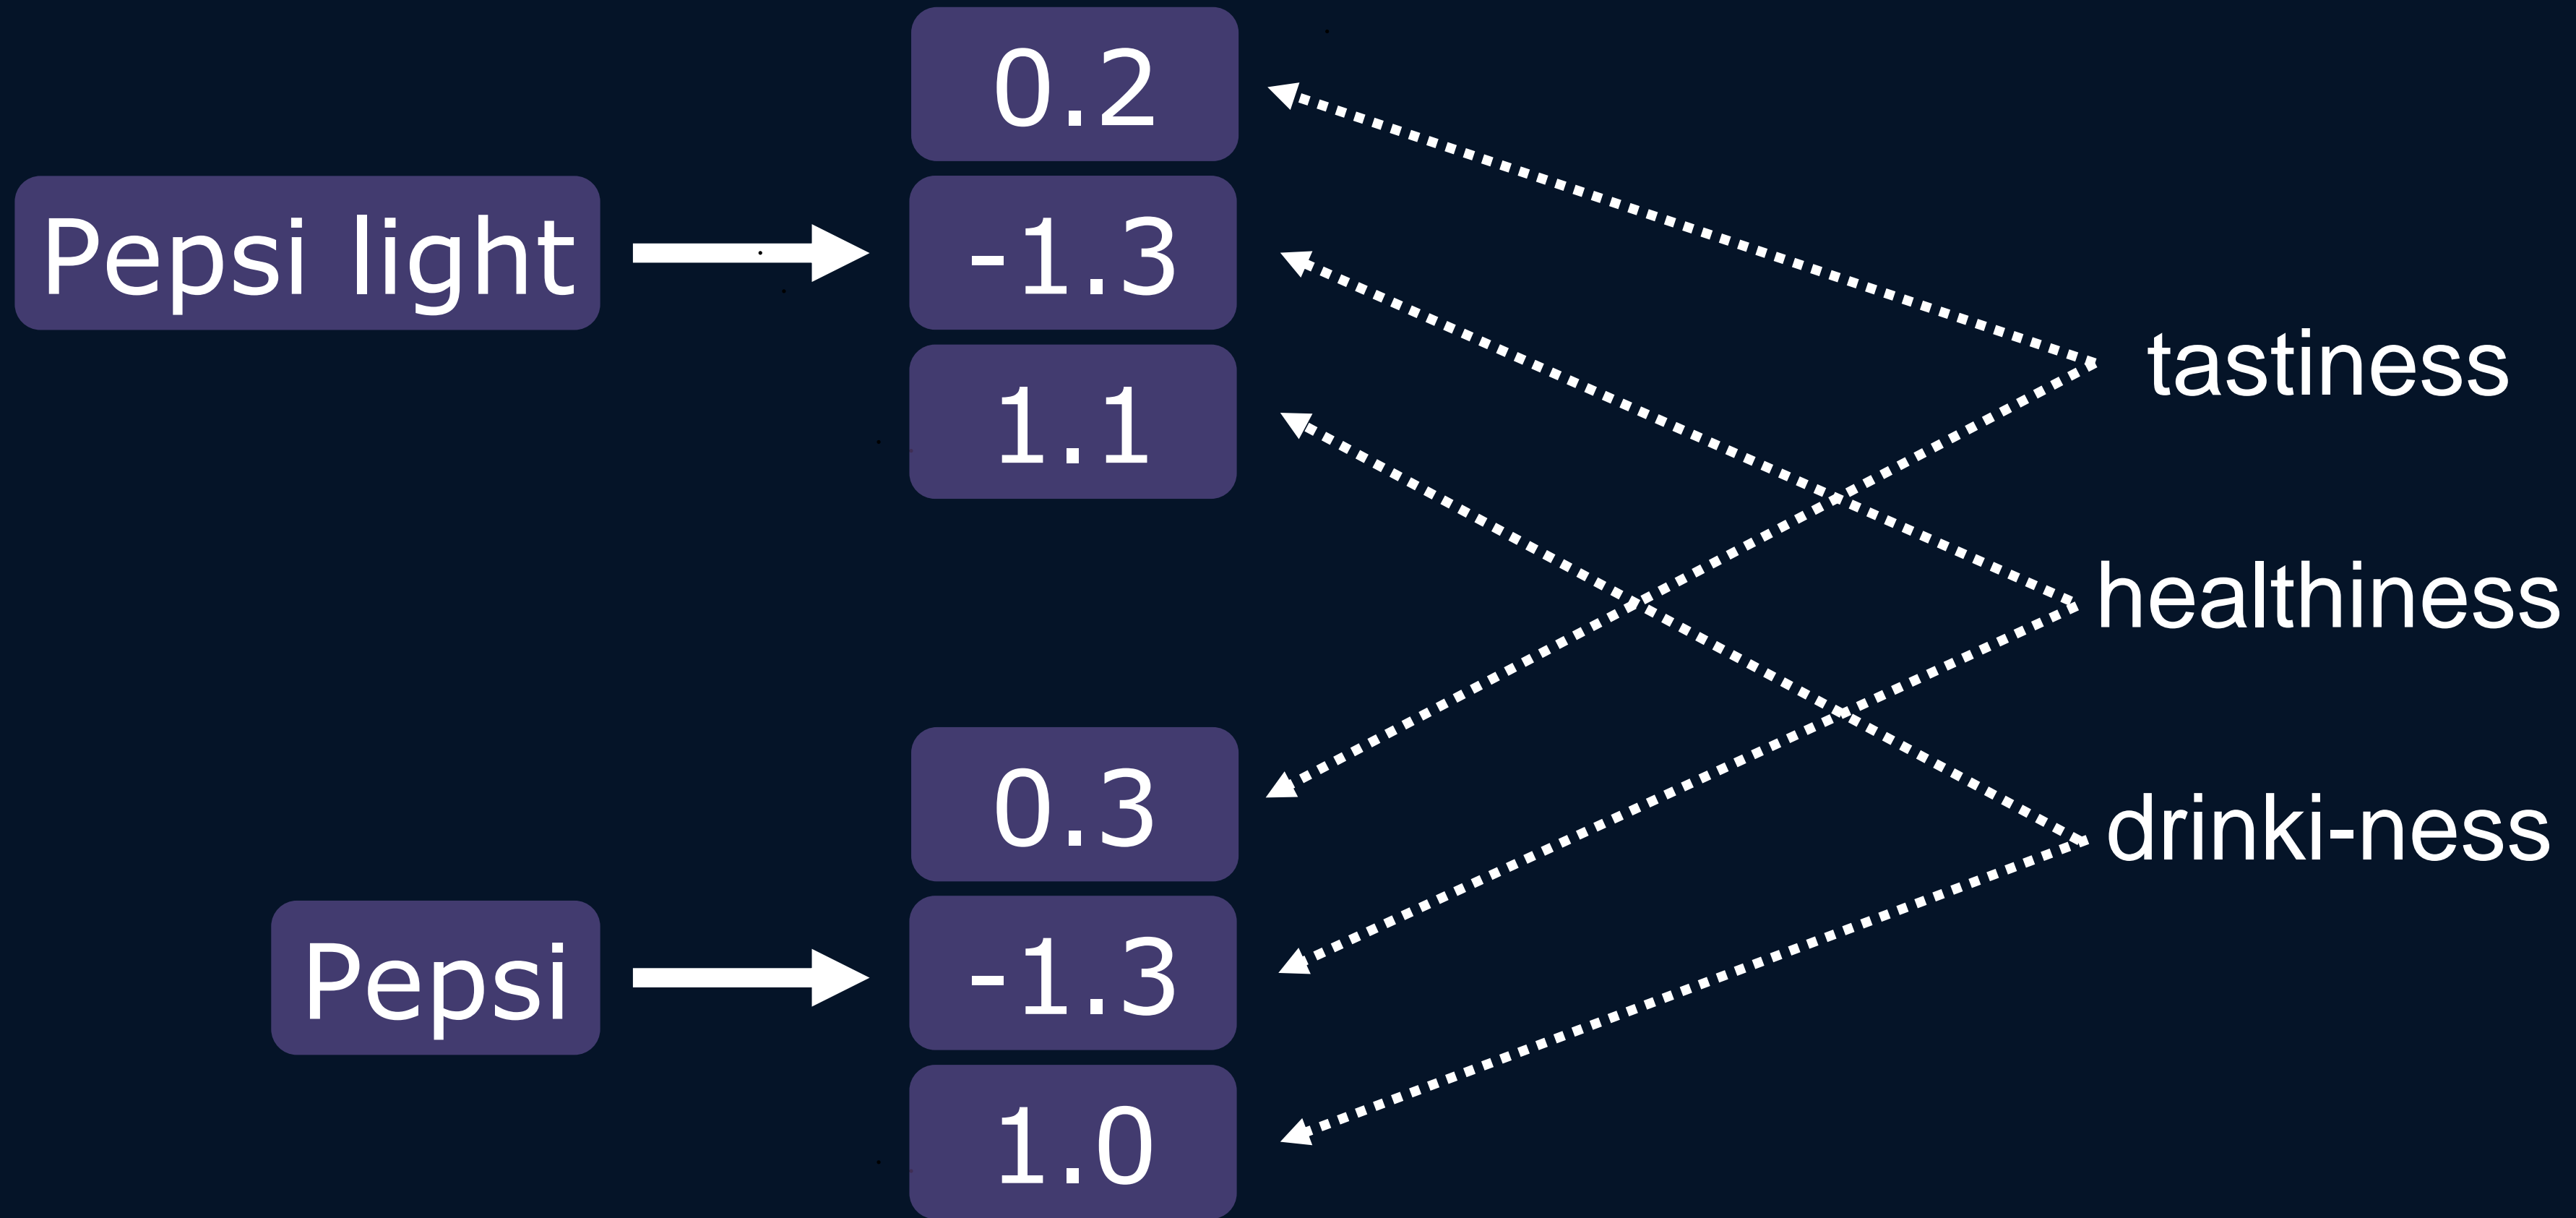 Pepsi light
0.2
-1.3
1.1
Pepsi
0.3
-1.3
1.0
tastiness
healthiness
drinki-ness